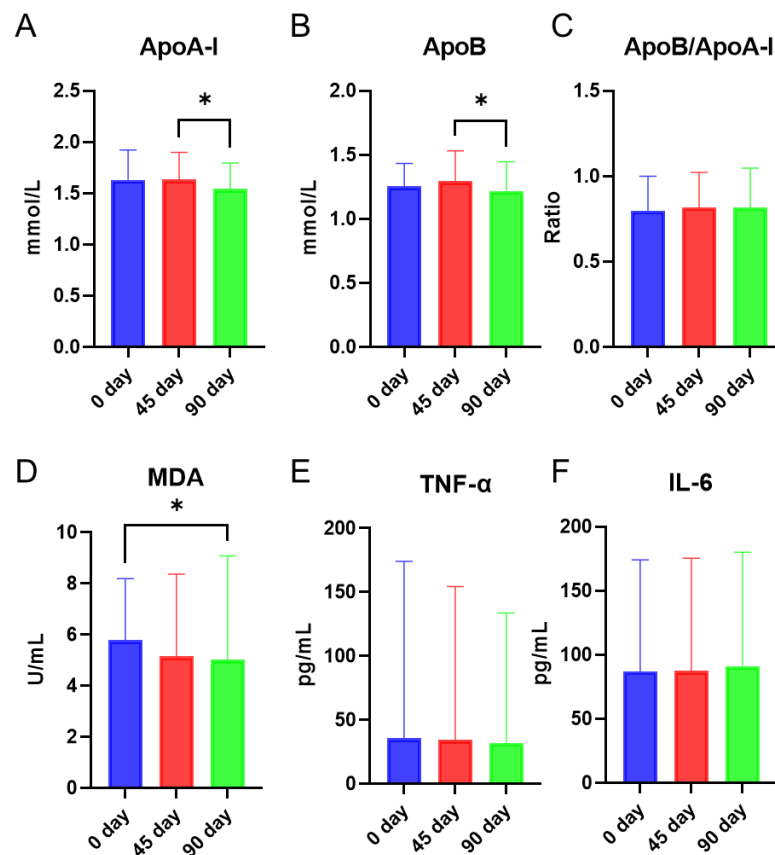 A
ApoA-I
mmol/L
2.5
2.0
1.5
1.0
0.5
0.0
*
0 day
45 day
90 day
B
ApoB
mmol/L
2.0
1.5
1.0
0.5
0.0
*
0 day
45 day
90 day
C
ApoB/ApoA-I
Ratio
1.5
1.0
0.5
0.0
0 day
45 day
90 day
D
MDA
U/mL
10
8
6
4
2
0
*
0 day
45 day
90 day
E
TNF-α
pg/mL
200
150
100
50
0
0 day
45 day
90 day
F
IL-6
pg/mL
200
150
100
50
0
0 day
45 day
90 day